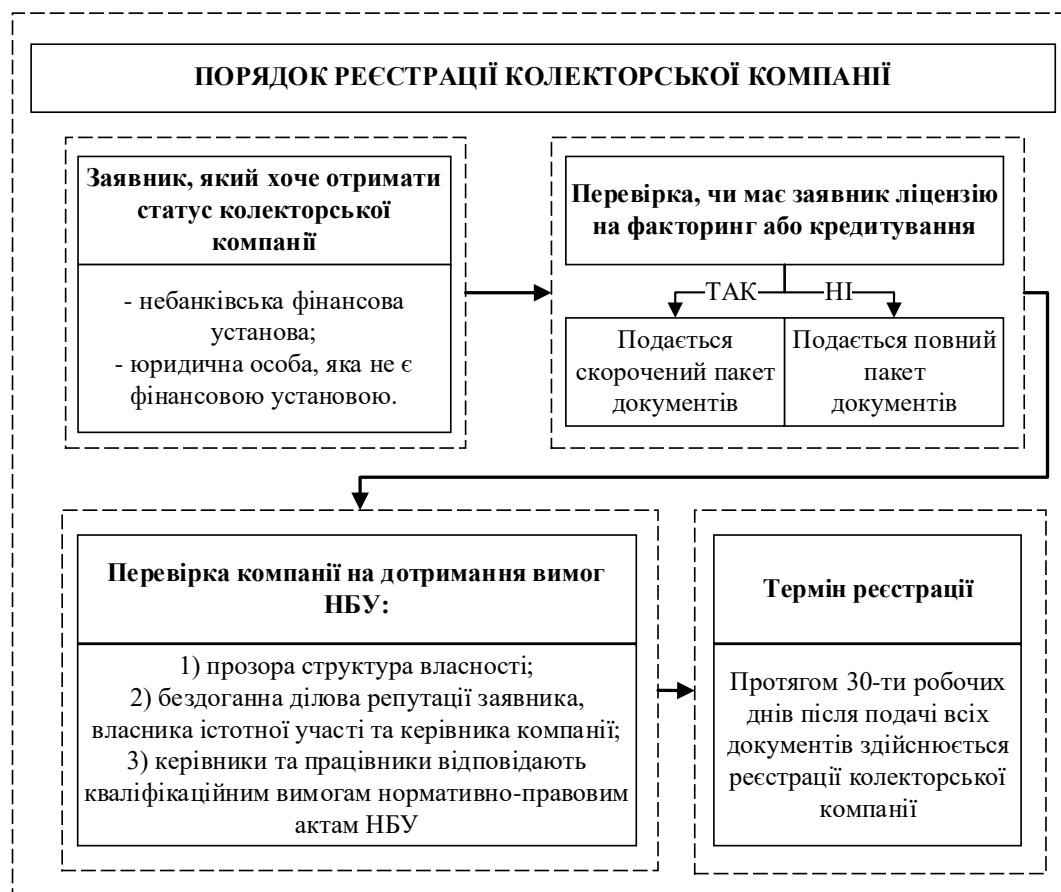 ПОРЯДОК РЕЄСТРАЦІЇ КОЛЕКТОРСЬКОЇ КОМПАНІЇ
Заявник, який хоче отримати
статус колекторської
компанії
- небанківська фінансова
установа;
- юридична особа, яка не є
фінансовою установою.
Перевірка, чи має заявник ліцензію
на факторинг або кредитування
ТАК
НІ
Подається
скорочений пакет
документів
Подається повний
пакет
документів
Перевірка компанії на дотримання вимог
НБУ:
1) прозора структура власності;
2) бездоганна ділова репутації заявника,
власника істотної участі та керівника компанії;
3) керівники та працівники відповідають
кваліфікаційним вимогам нормативно-правовим
актам НБУ
Термін реєстрації
Протягом 30-ти робочих
днів після подачі всіх
документів здійснюється
реєстрації колекторської
компанії